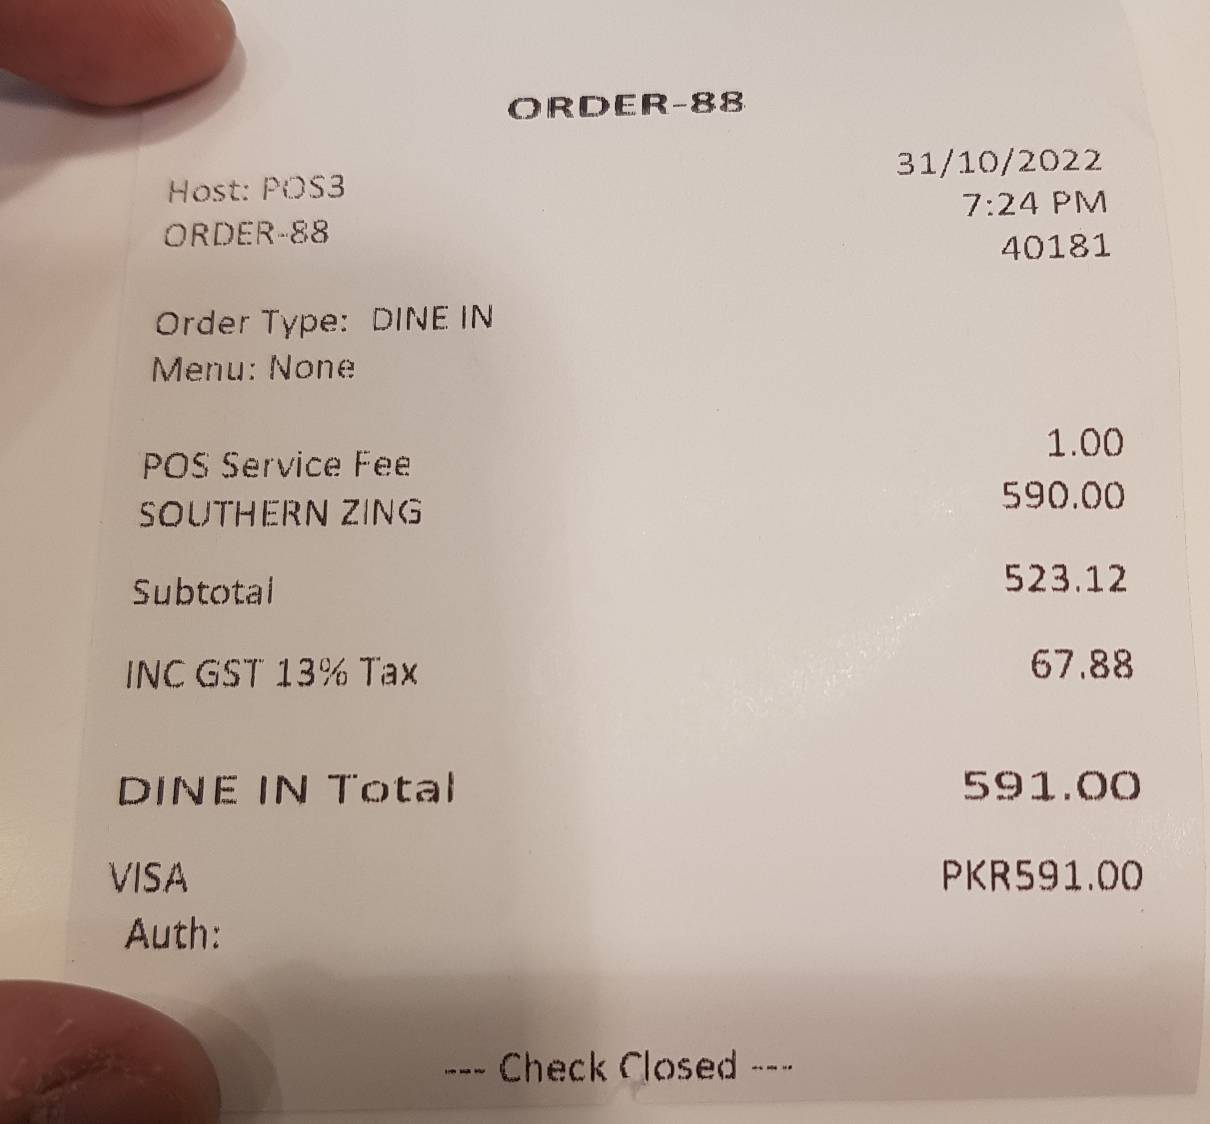 ORDER-88
31/10/2022
Host: POS3
7:24 PM
ORDER-88
40181
Order Type: DINE IN
Menu: None
POS Service Fee 1.00
SOUTHERN ZING 590.00
Subtotal 523.12
INC GST 13% Tax 67.88
DINE IN Total 591.00
VISA PKR591.00
Auth:
--- Check Closed ---